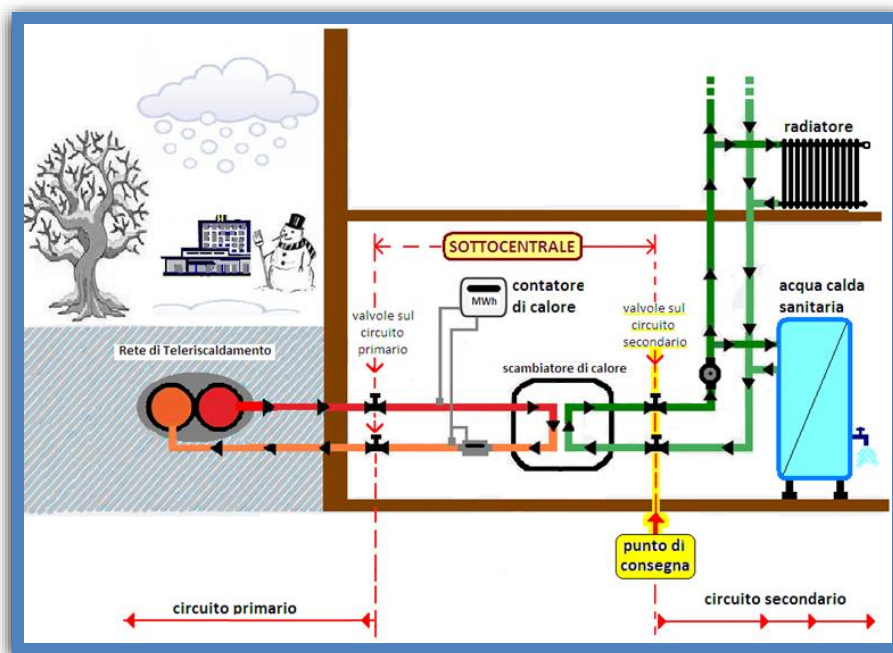 radiatore
SOTTOCENTRALE
contatore
di calore
MWh
valvole sul
circuito
primario
valvole sul
circuito
secondario
acqua calda
sanitaria
Rete di Teleriscaldamento
scambiatore di calore
punto di
consegna
circuito primario
circuito secondario